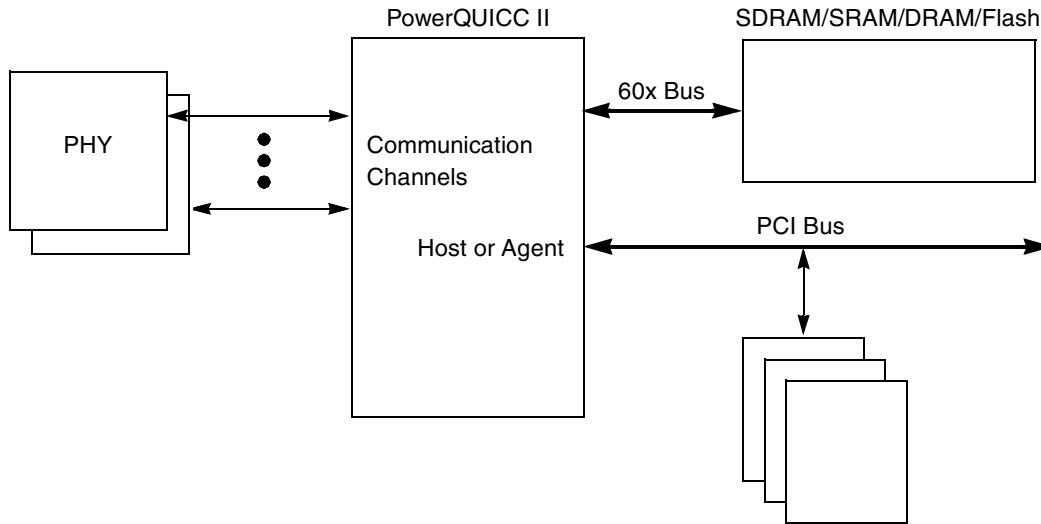 PowerQUICC II
SDRAM/SRAM/DRAM/Flash
60x Bus
PHY
Communication
Channels
PCI Bus
Host or Agent